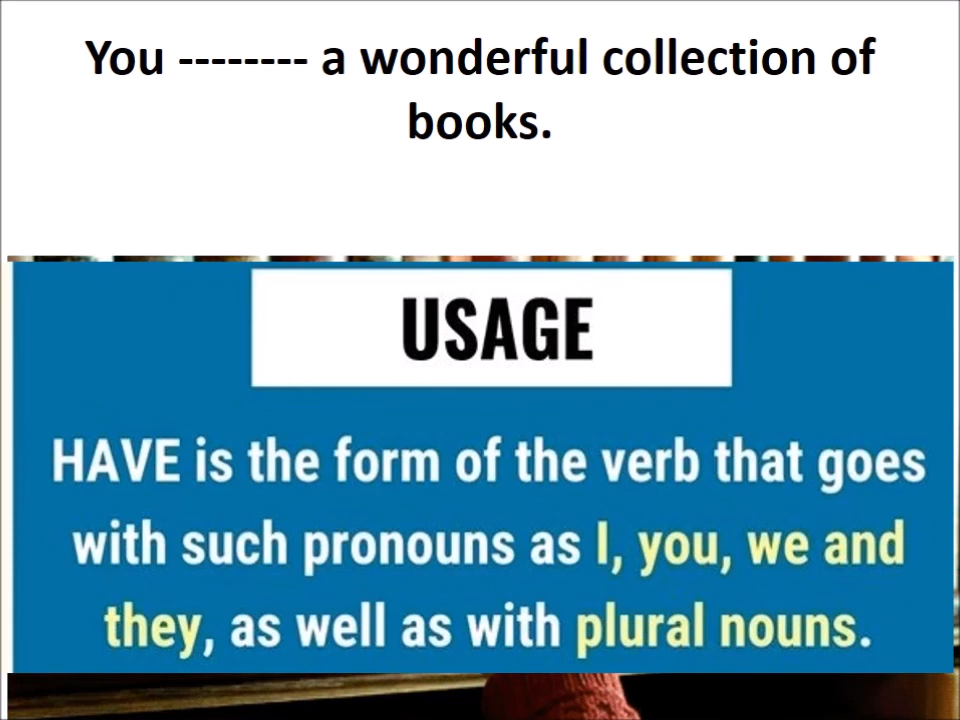 You -------- a wonderful collection of
books.
USAGE
HAVE is the form of the verb that goes
with such pronouns as I, you, we and
they, as well as with plural nouns.